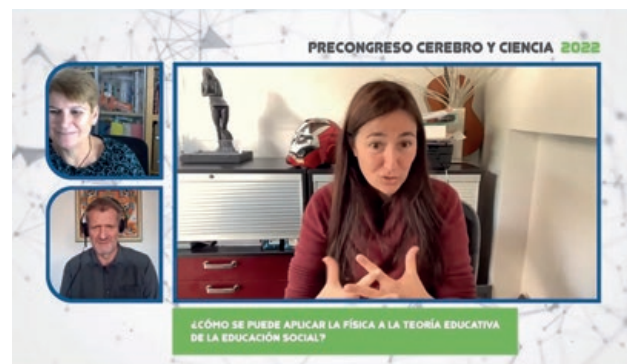 PRECONGRESO CEREBRO Y CIENCIA 2022
¿CÓMO SE PUEDE APLICAR LA FÍSICA A LA TEORÍA EDUCATIVA
DE LA EDUCACIÓN SOCIAL?